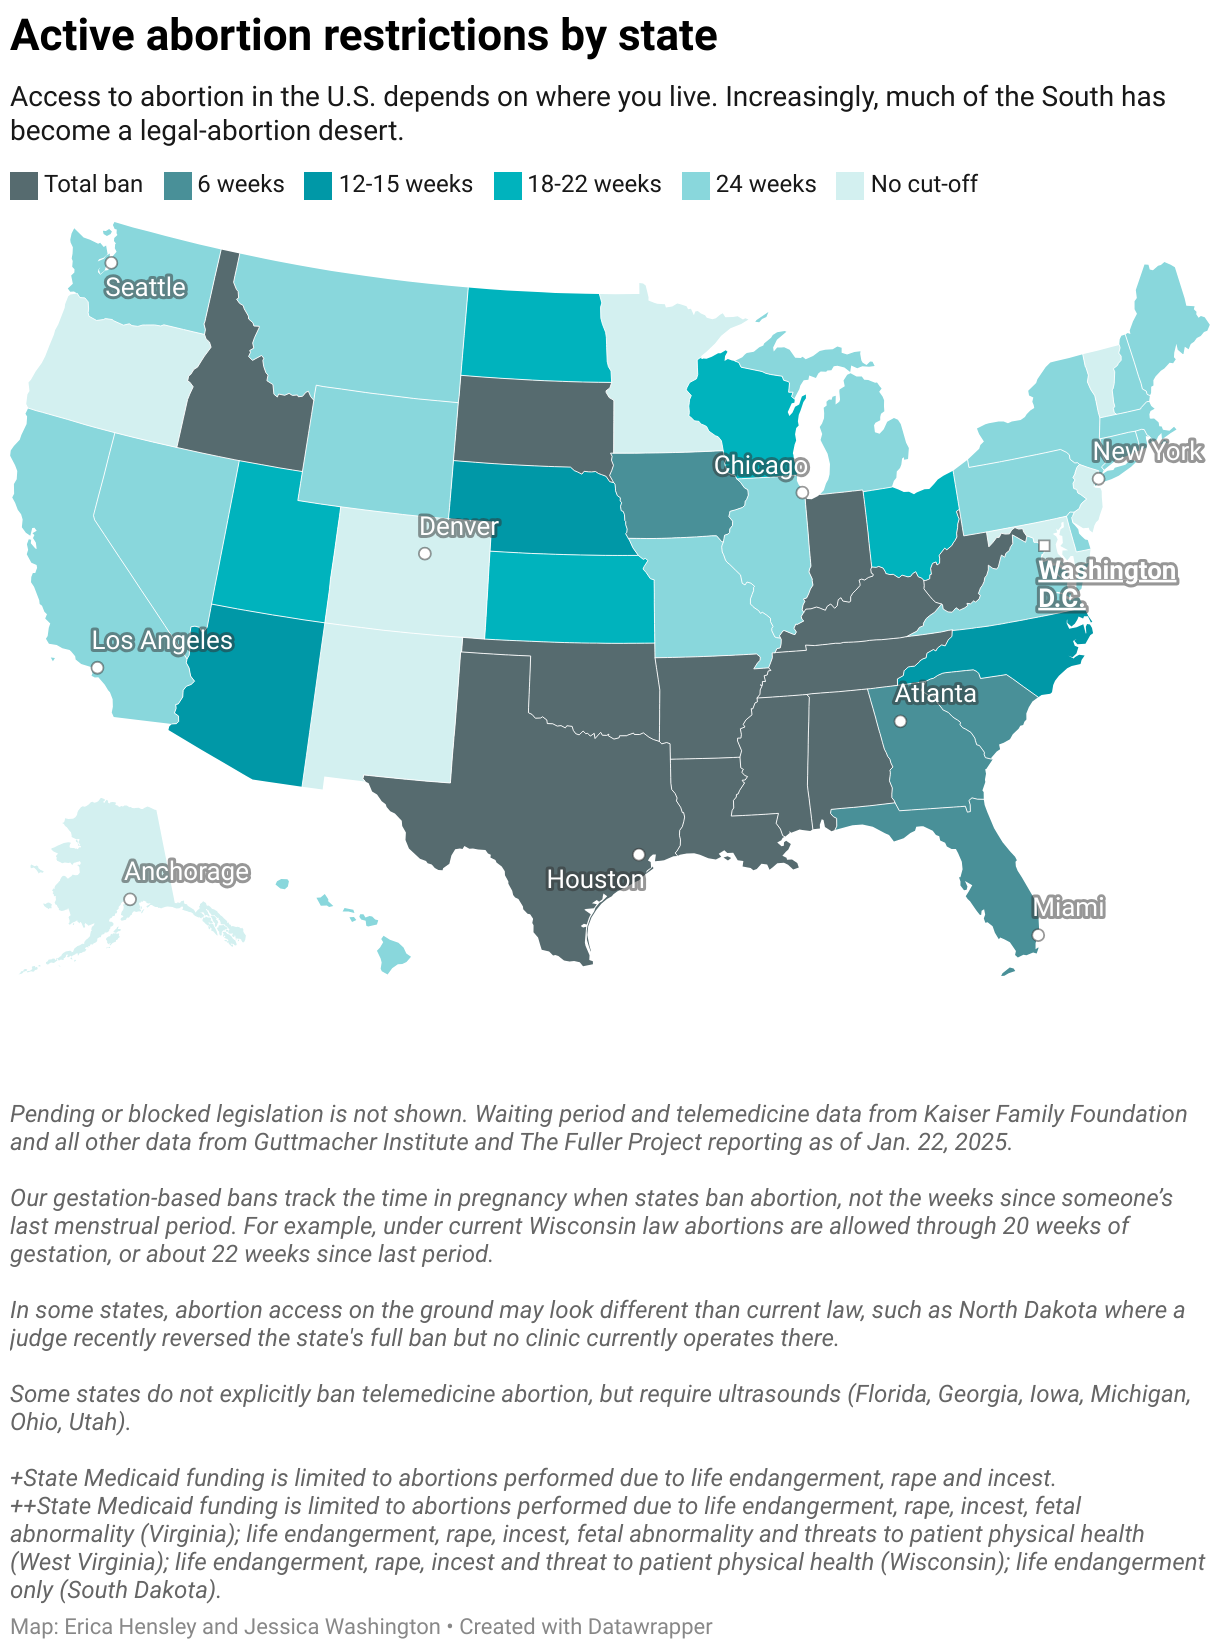 Active abortion restrictions by state
Access to abortion in the U.S. depends on where you live. Increasingly, much of the South has
become a legal-abortion desert.
Total ban 6 weeks 12-15 weeks 18-22 weeks 24 weeks No cut-off
Seattle
New York
Chicago
Denver
Washington
D.C.
Los Angeles
Atlanta
Anchorage
Houston
Miami
Pending or blocked legislation is not shown. Waiting period and telemedicine data from Kaiser Family Foundation
and all other data from Guttmacher Institute and The Fuller Project reporting as of Jan. 22, 2025.
Our gestation-based bans track the time in pregnancy when states ban abortion, not the weeks since someone's
last menstrual period. For example, under current Wisconsin law abortions are allowed through 20 weeks of
gestation, or about 22 weeks since last period.
In some states, abortion access on the ground may look different than current law, such as North Dakota where a
judge recently reversed the state's full ban but no clinic currently operates there.
Some states do not explicitly ban telemedicine abortion, but require ultrasounds (Florida, Georgia, Iowa, Michigan,
Ohio, Utah).
+State Medicaid funding is limited to abortions performed due to life endangerment, rape and incest.
++State Medicaid funding is limited to abortions performed due to life endangerment, rape, incest, fetal
abnormality (Virginia); life endangerment, rape, incest, fetal abnormality and threats to patient physical health
(West Virginia); life endangerment, rape, incest and threat to patient physical health (Wisconsin); life endangerment
only (South Dakota).
Map: Erica Hensley and Jessica Washington • Created with Datawrapper